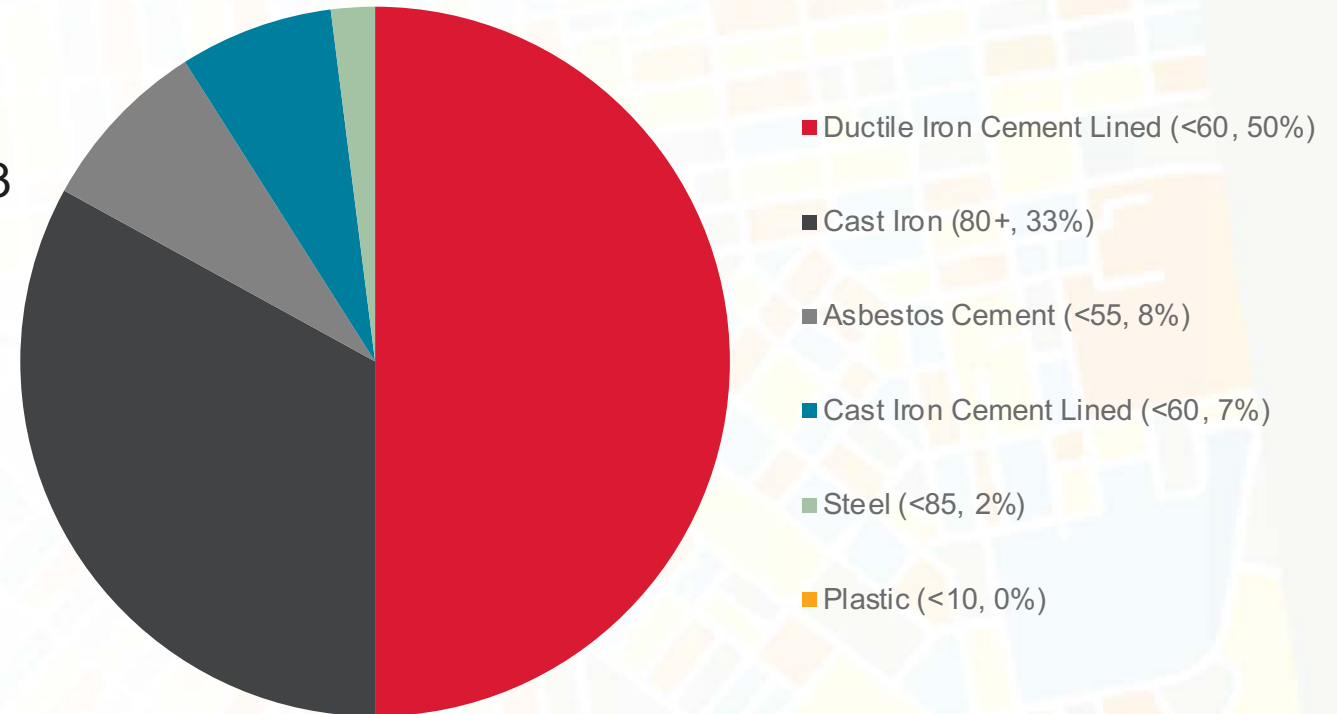 3
Ductile Iron Cement Lined (<60, 50%)
Cast Iron (80+, 33%)
Asbestos Cement (<55, 8%)
Cast Iron Cement Lined (<60, 7%)
Steel (<85, 2%)
Plastic (<10, 0%)